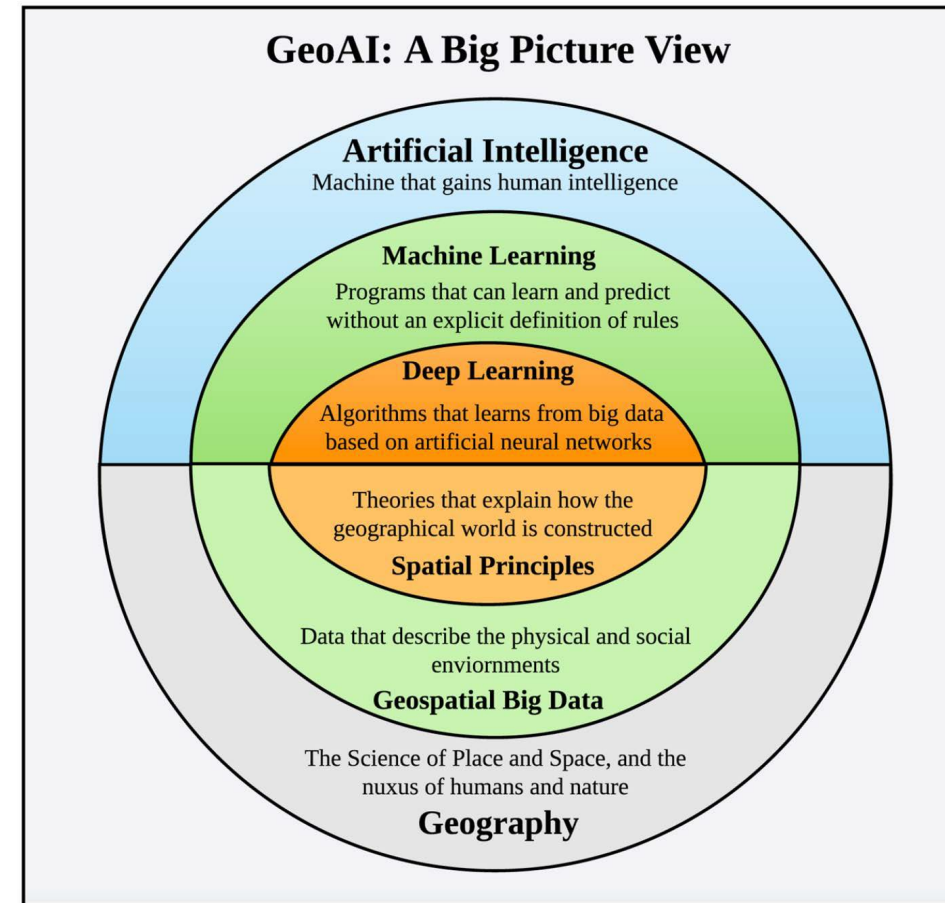 GeoAI: A Big Picture View
Artificial Intelligence
Machine that gains human intelligence
Machine Learning
Programs that can learn and predict
without an explicit definition of rules
Deep Learning
Algorithms that learns from big data
based on artificial neural networks
Theories that explain how the
geographical world is constructed
Spatial Principles
Data that describe the physical and social
enviornments
Geospatial Big Data
The Science of Place and Space, and the
nuxus of humans and nature
Geography